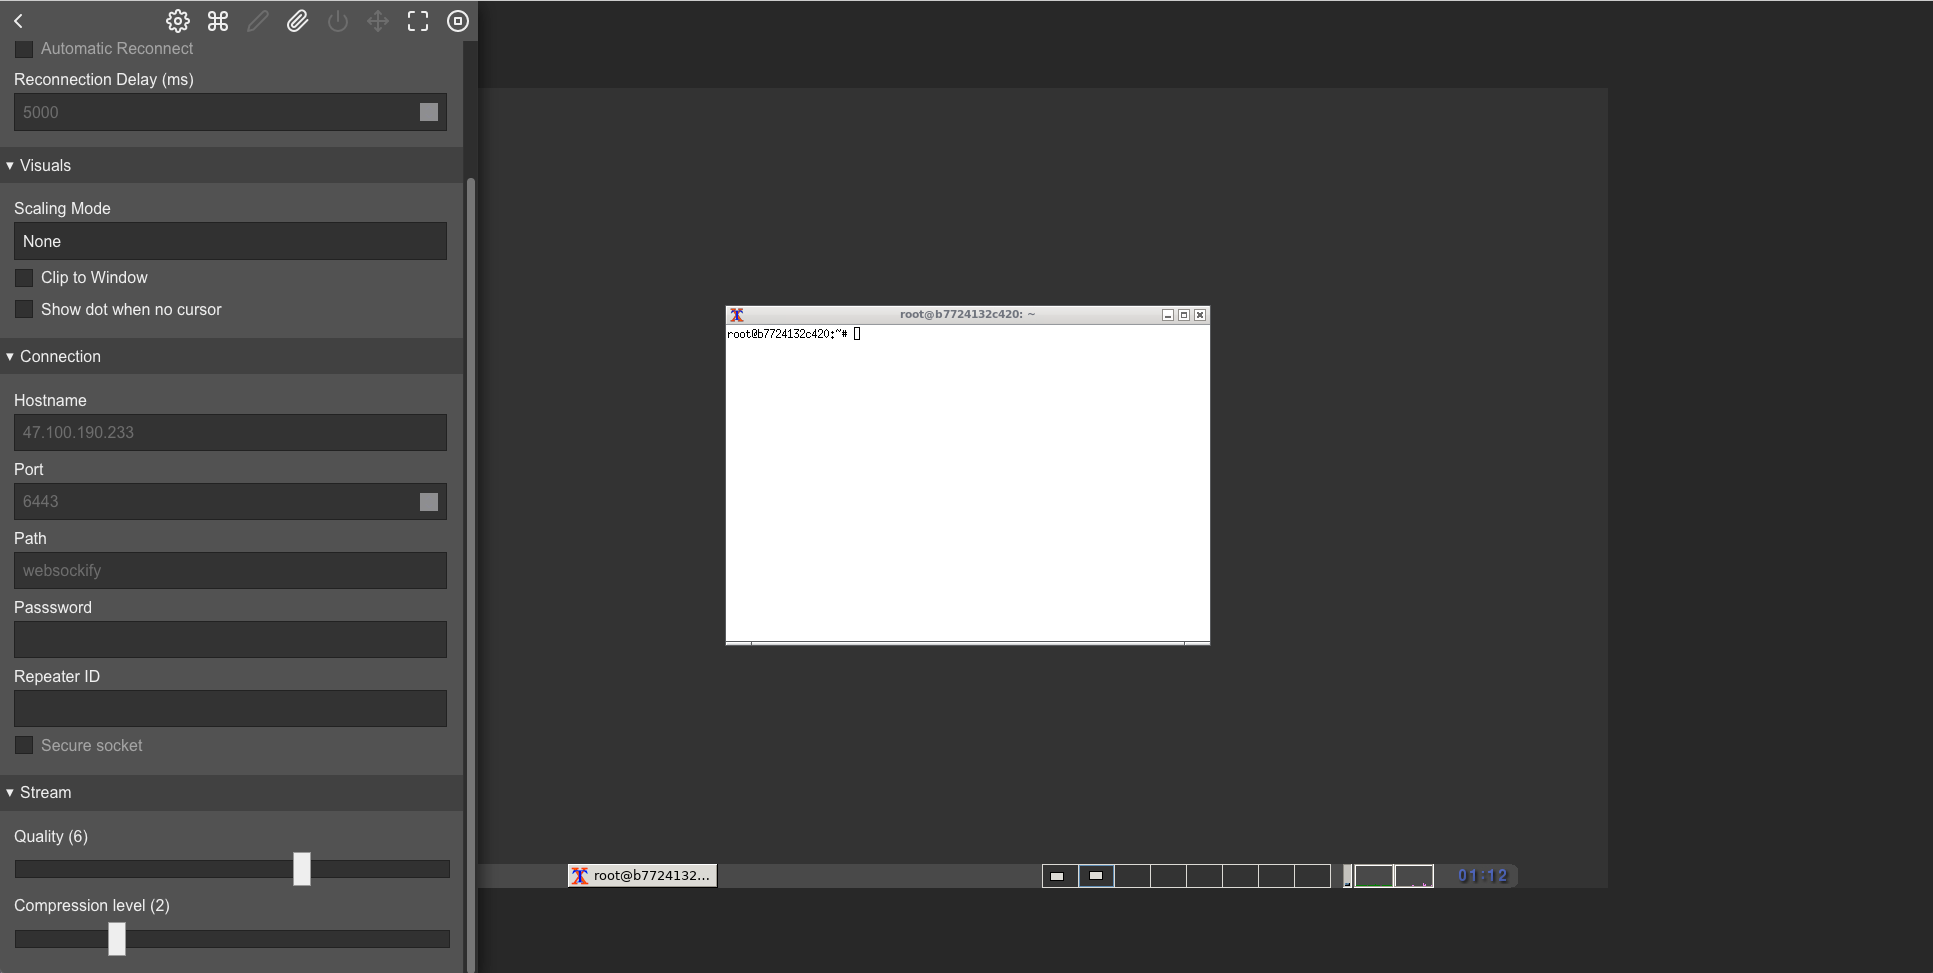 Automatic Reconnect
Reconnection Delay (ms)
5000
Visuals
Scaling Mode
None
Clip to Window
Show dot when no cursor
Connection
Hostname
47.100.190.233
Port
6443
Path
websockify
Passsword
Repeater ID
Secure socket
Stream
Quality (6)
Compression level (2)
root@b7724132c420: ~
root@b7724132c420:~#
root@b7724132...
01:12